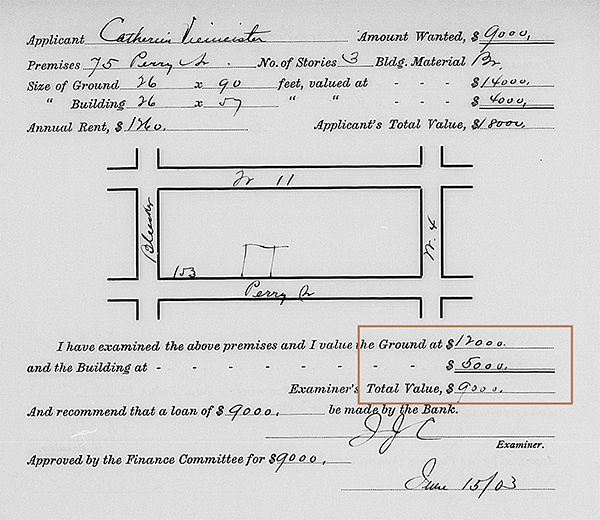 Applicant Catherin Viemeister Amount Wanted, $ 9000,
Premises 75 Perry St. No. of Stories 3 Bldg. Material Br.
Size of Ground 26 x 90 feet, valued at - - - $ 14000.
" Building 26 x 57 " " - - - $ 4000,
Annual Rent, $ 1260. Applicant's Total Value, $ 18000.
W 11
Bleecker
W. 4
153
Perry St
I have examined the above premises and I value the Ground at $ 12000.
and the Building at - - - - - - - - - $ 5000.
Examiner's Total Value, $ 9000.
And recommend that a loan of $ 9000. be made by the Bank.
JJC
Examiner.
Approved by the Finance Committee for $ 9000.
June 15/03